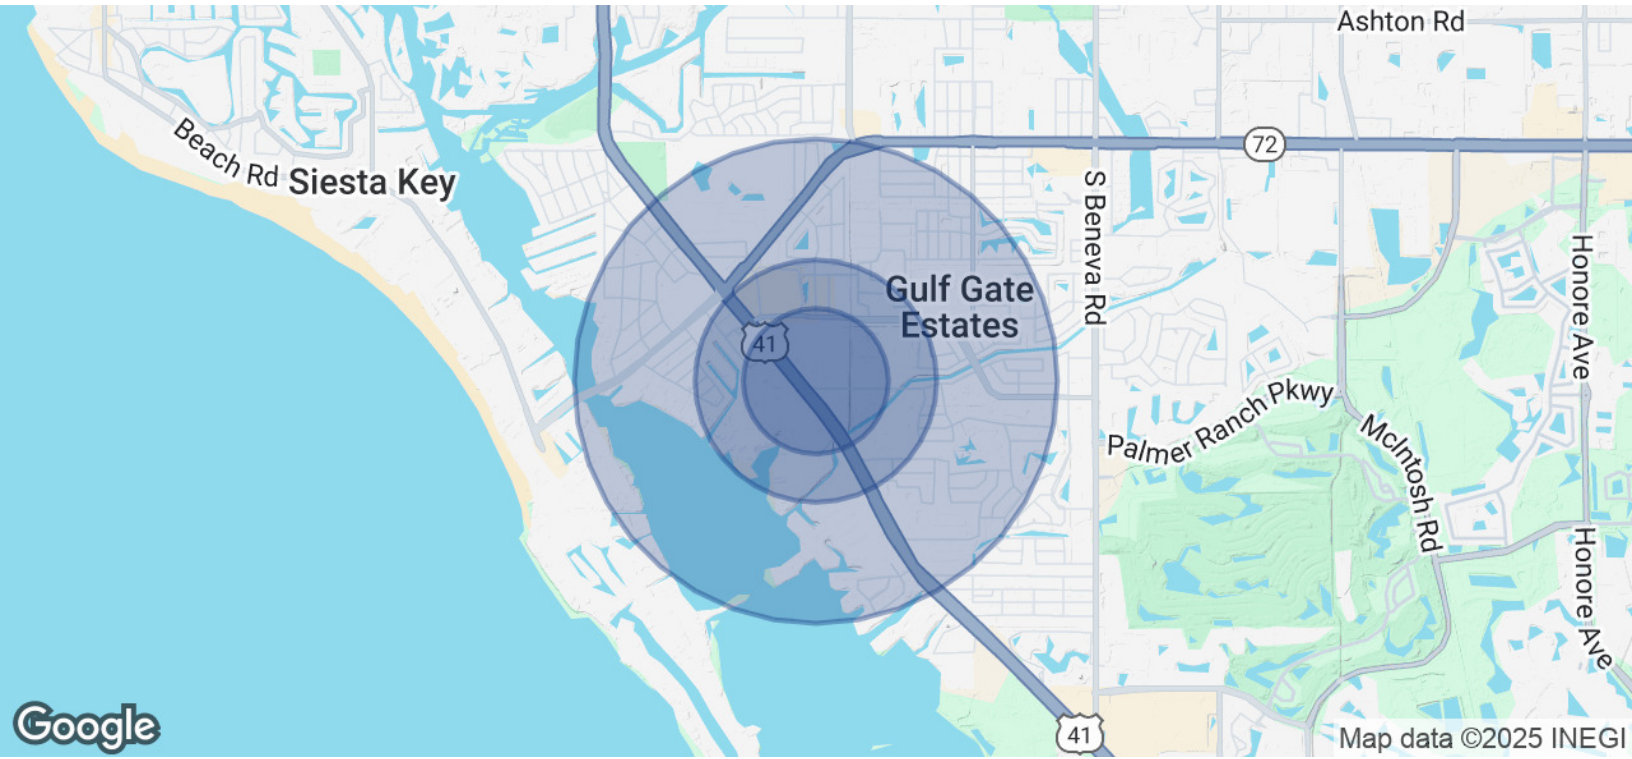 Ashton Rd
72
Beach Rd
Siesta Key
S Beneva Rd
Honore Ave
Gulf Gate
Estates
41
Palmer Ranch Pkwy
McIntosh Rd
Honore Ave
41
Google
Map data ©2025 INEGI